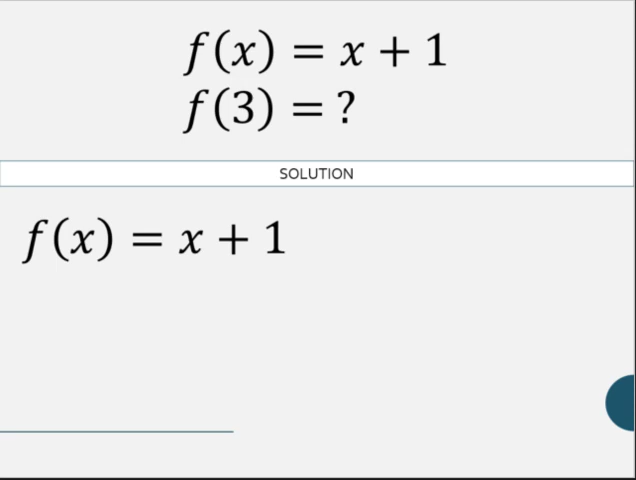 f(x) = x + 1
f(3) = ?
SOLUTION
f(x) = x + 1